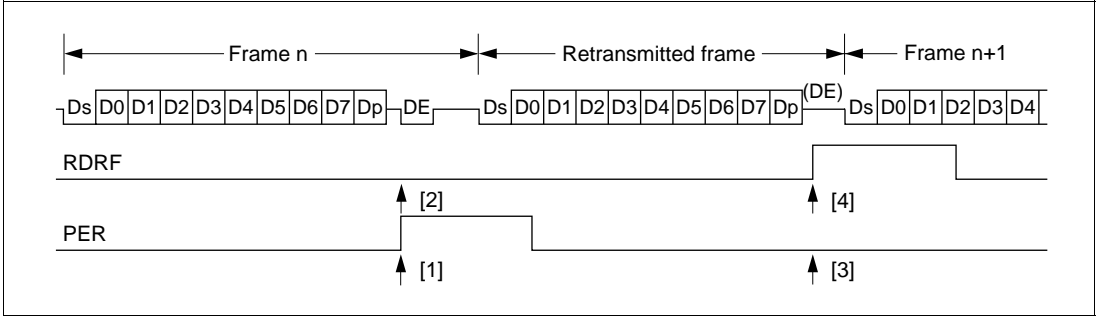 Frame n Retransmitted frame Frame n+1
Ds D0 D1 D2 D3 D4 D5 D6 D7 Dp DE Ds D0 D1 D2 D3 D4 D5 D6 D7 Dp (DE) Ds D0 D1 D2 D3 D4
RDRF
[2] [4]
PER
[1] [3]